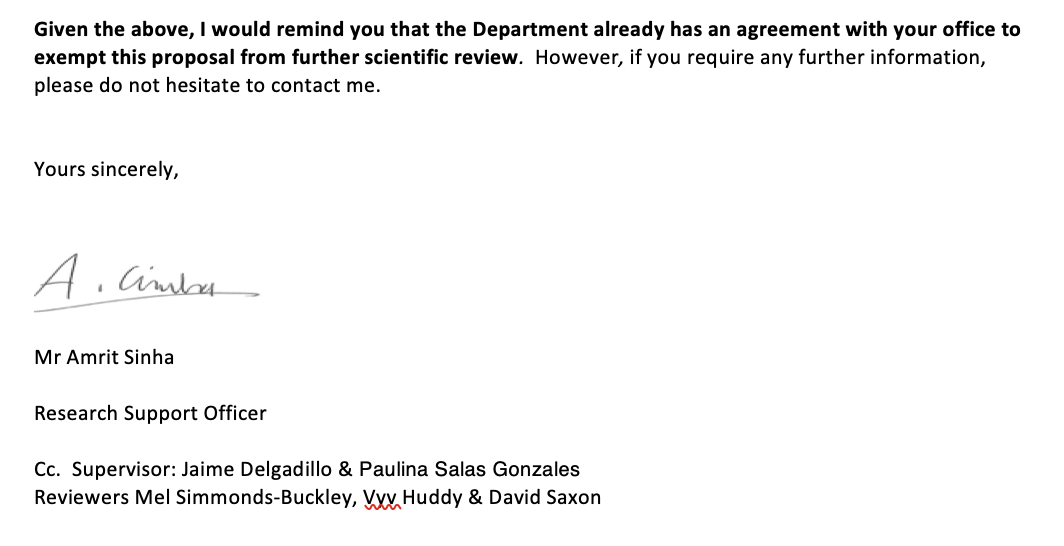 Given the above, I would remind you that the Department already has an agreement with your office to
exempt this proposal from further scientific review. However, if you require any further information,
please do not hesitate to contact me.
Yours sincerely,
A.
Mr Amrit Sinha
Research Support Officer
Cc. Supervisor: Jaime Delgadillo & Paulina Salas Gonzales
Reviewers Mel Simmonds-Buckley, Vyv Huddy & David Saxon